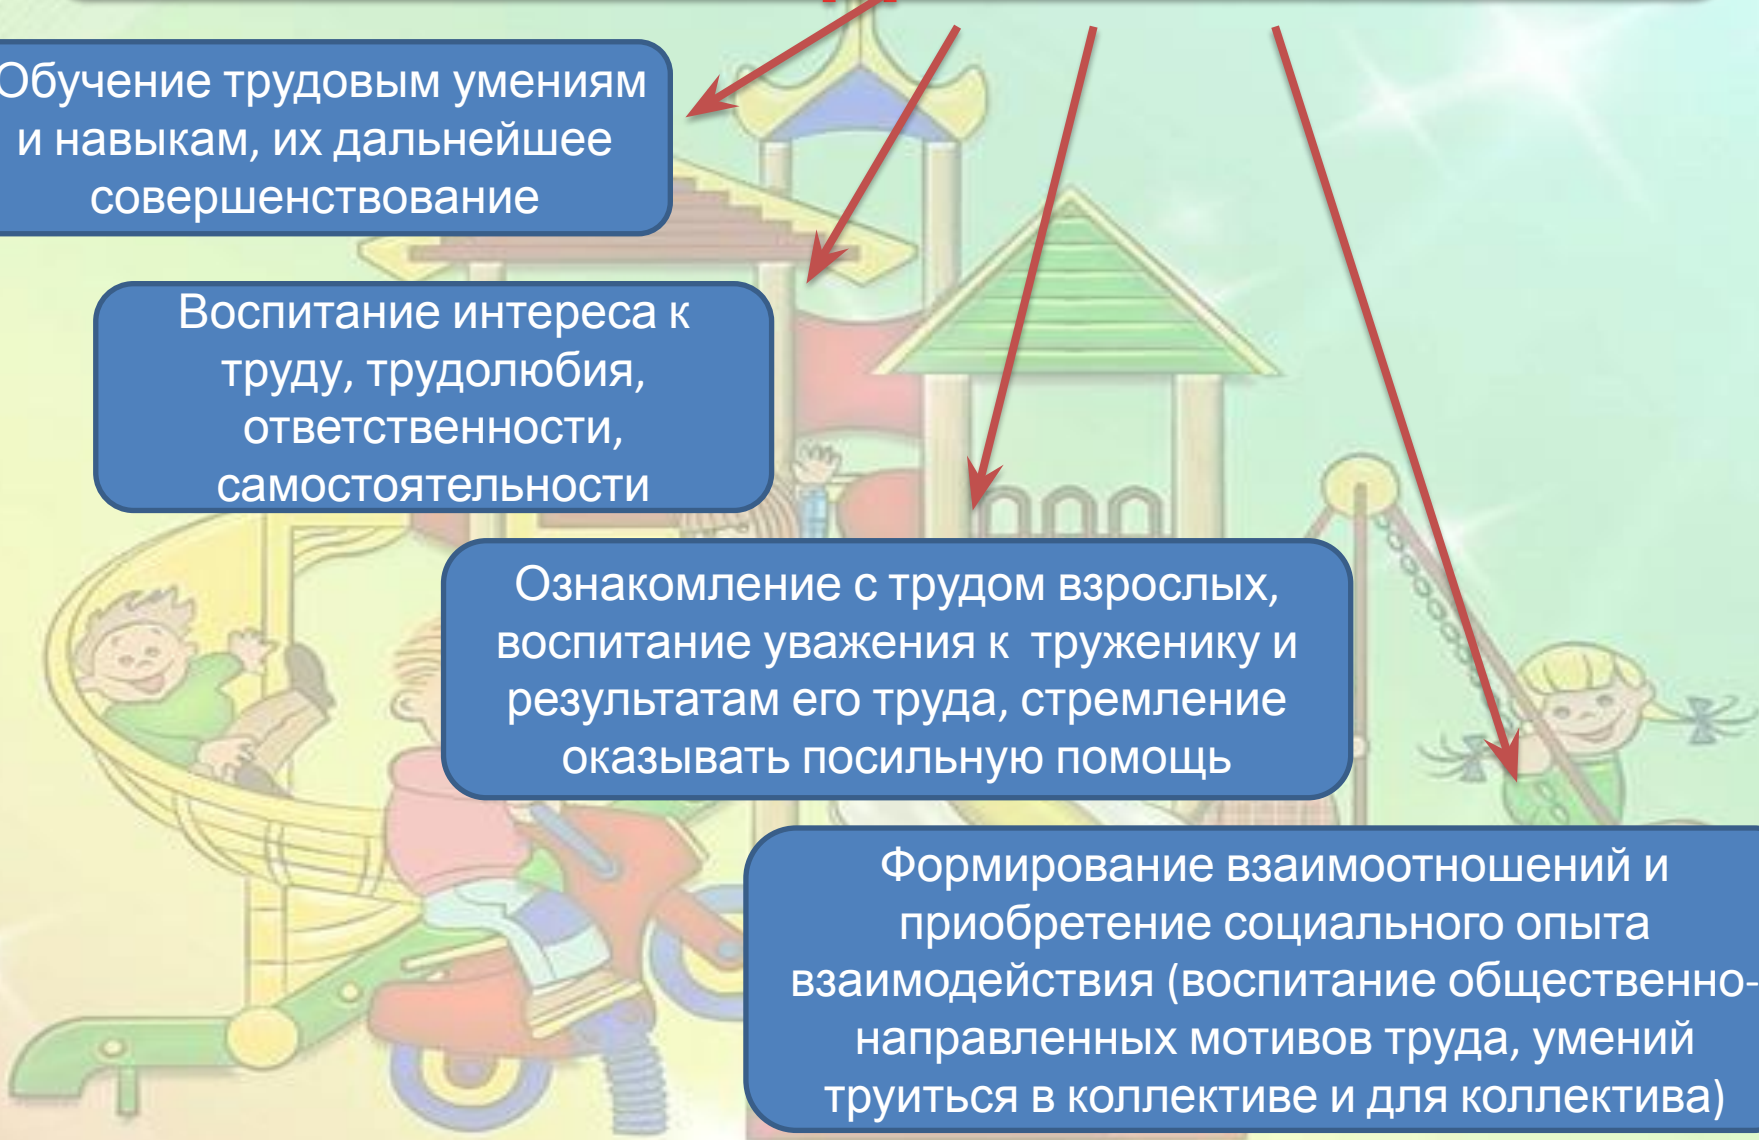 Обучение трудовым умениям
и навыкам, их дальнейшее
совершенствование
Воспитание интереса к
труду, трудолюбия,
ответственности,
самостоятельности
Ознакомление с трудом взрослых,
воспитание уважения к труженику и
результатам его труда, стремление
оказывать посильную помощь
Формирование взаимоотношений и
приобретение социального опыта
взаимодействия (воспитание общественно-
направленных мотивов труда, умений
труиться в коллективе и для коллектива)